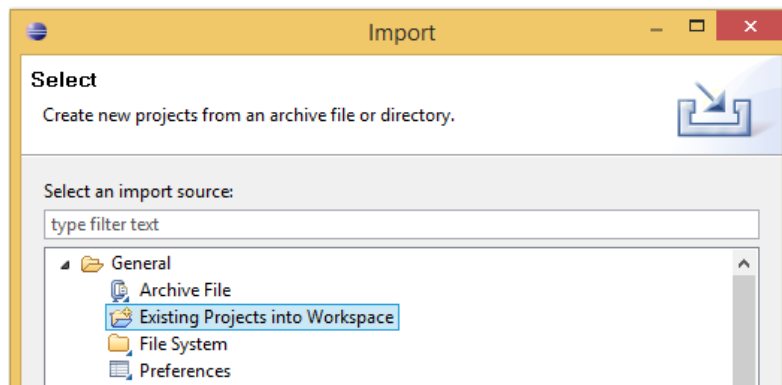 Import
Select
Create new projects from an archive file or directory.
Select an import source:
type filter text
General
Archive File
Existing Projects into Workspace
File System
Preferences